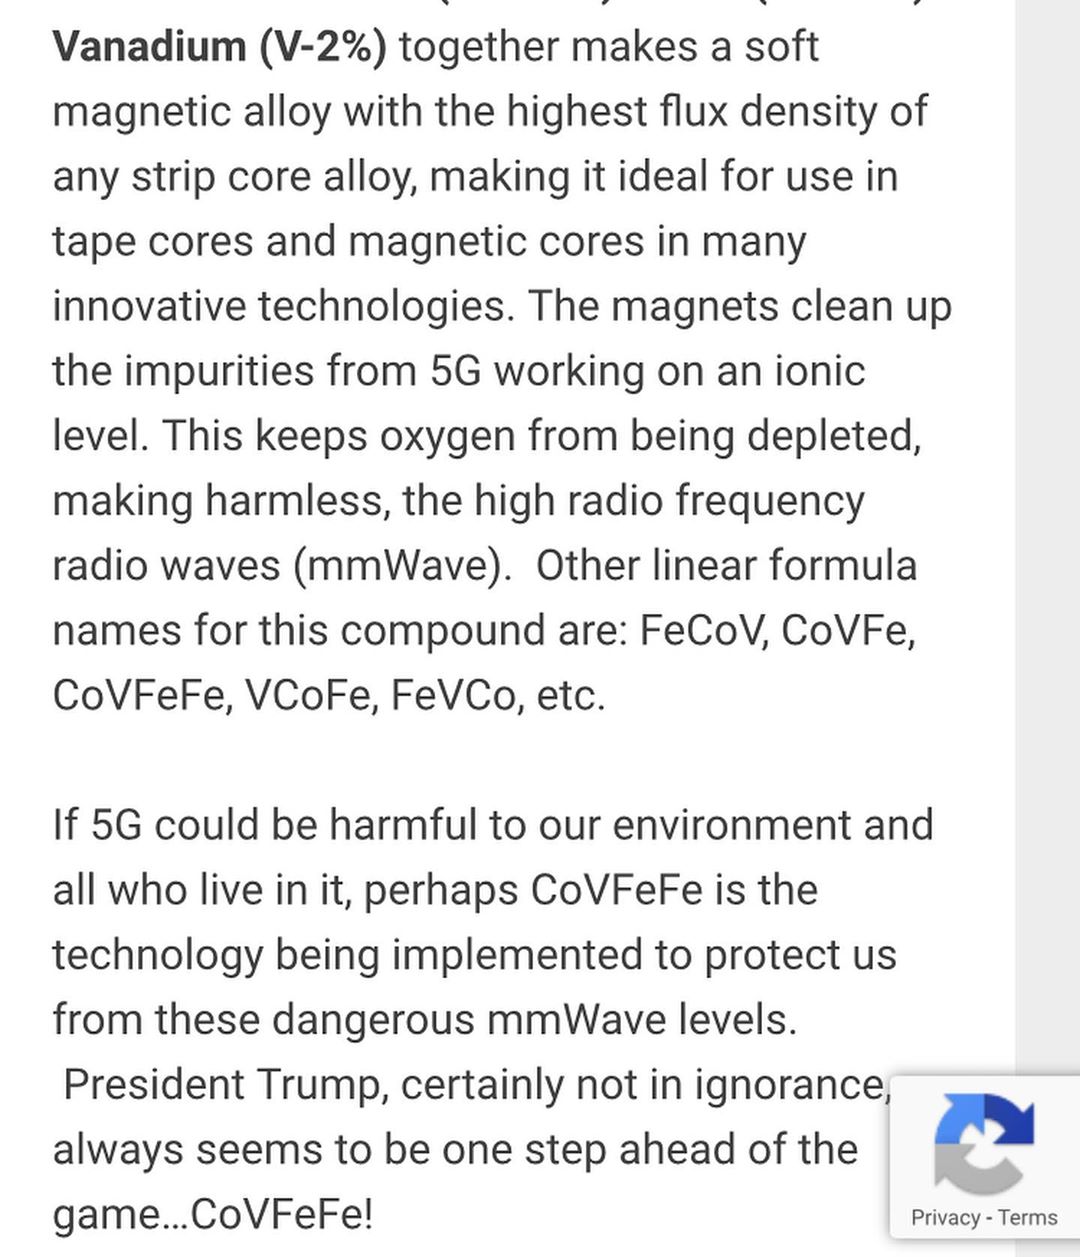 Vanadium (V-2%) together makes a soft
magnetic alloy with the highest flux density of
any strip core alloy, making it ideal for use in
tape cores and magnetic cores in many
innovative technologies. The magnets clean up
the impurities from 5G working on an ionic
level. This keeps oxygen from being depleted,
making harmless, the high radio frequency
radio waves (mmWave).  Other linear formula
names for this compound are: FeCoV, CoVFe,
CoVFeFe, VCoFe, FeVCo, etc.
If 5G could be harmful to our environment and
all who live in it, perhaps CoVFeFe is the
technology being implemented to protect us
from these dangerous mmWave levels.
President Trump, certainly not in ignorance,
always seems to be one step ahead of the
game...CoVFeFe!
Privacy - Terms